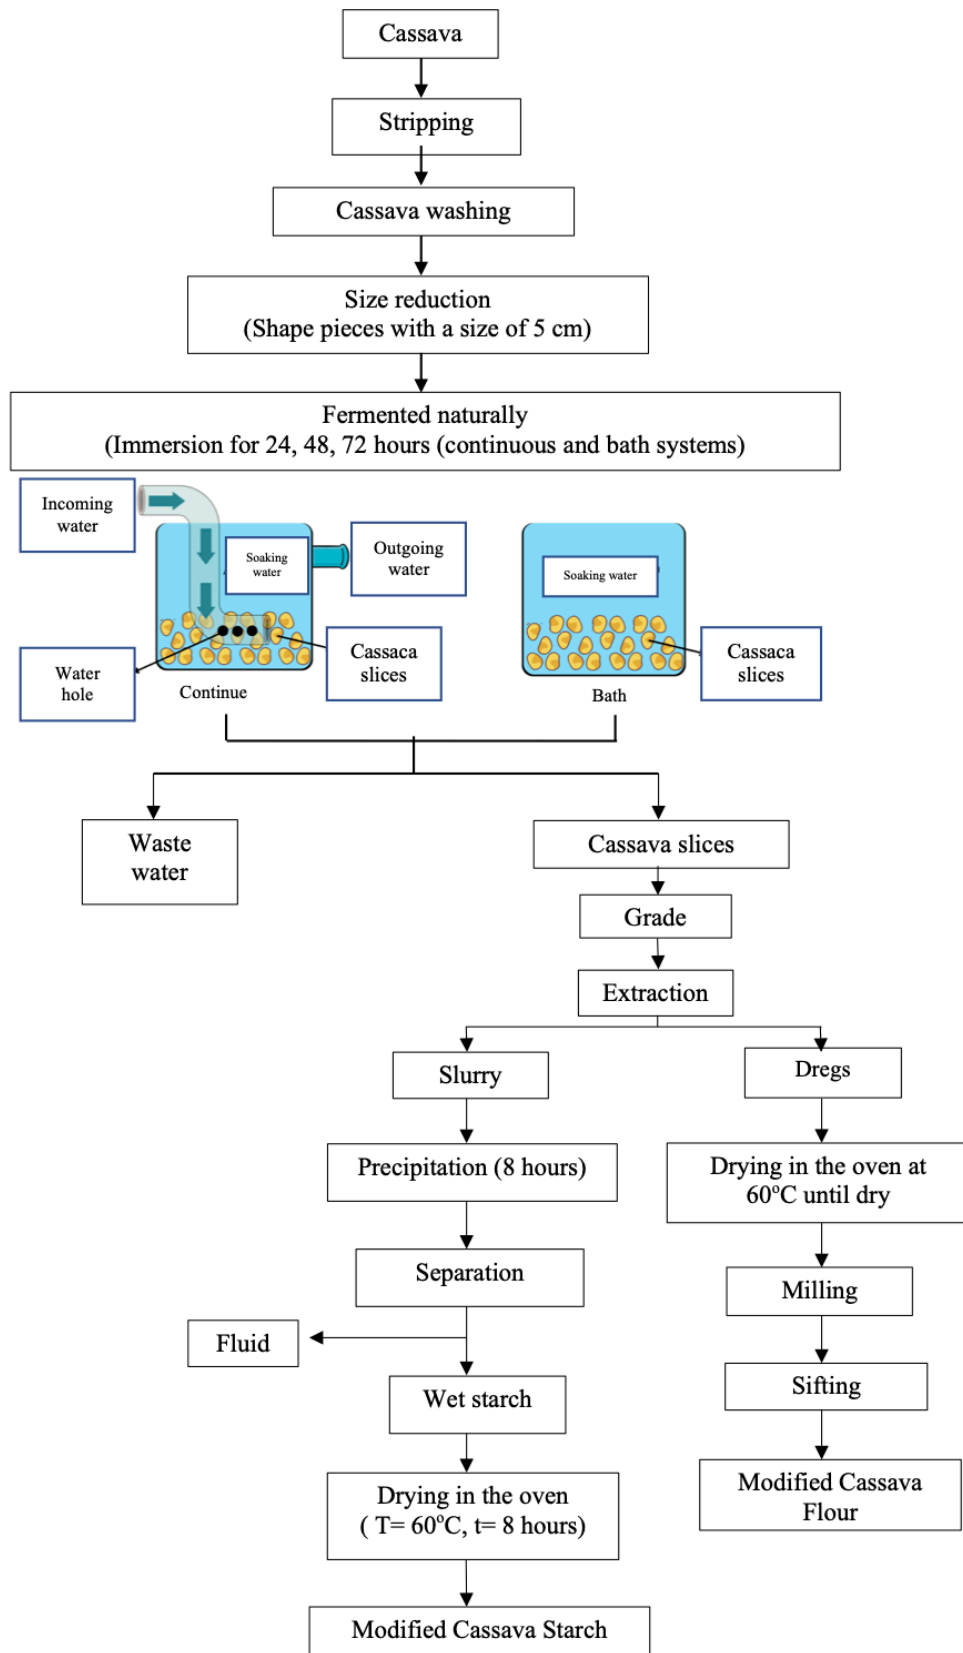 Cassava
Stripping
Cassava washing
Size reduction
(Shape pieces with a size of 5 cm)
Fermented naturally
(Immersion for 24, 48, 72 hours (continuous and bath systems)
Incoming
water
Soaking
water
Outgoing
water
Soaking water
Water
hole
Cassaca
slices
Cassaca
slices
Continue
Bath
Waste
water
Cassava slices
Grade
Extraction
Slurry
Dregs
Precipitation (8 hours)
Drying in the oven at
60°C until dry
Separation
Milling
Fluid
Wet starch
Sifting
Drying in the oven
( T= 60°C, t= 8 hours)
Modified Cassava
Flour
Modified Cassava Starch